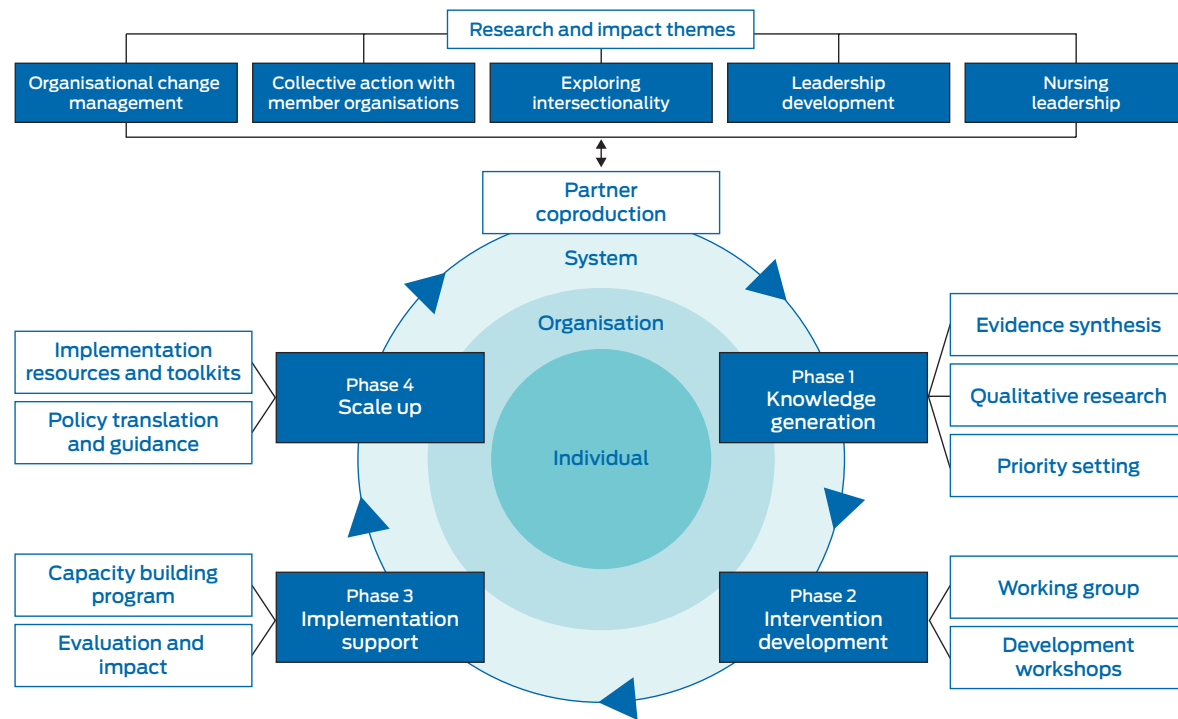 Research and impact themes
Organisational change
management
Collective action with
member organisations
Exploring
intersectionality
Leadership
development
Nursing
leadership
Partner
coproduction
System
Organisation
Individual
Phase 1
Knowledge
generation
Evidence synthesis
Qualitative research
Priority setting
Phase 2
Intervention
development
Working group
Development
workshops
Phase 3
Implementation
support
Capacity building
program
Evaluation and
impact
Phase 4
Scale up
Implementation
resources and toolkits
Policy translation
and guidance